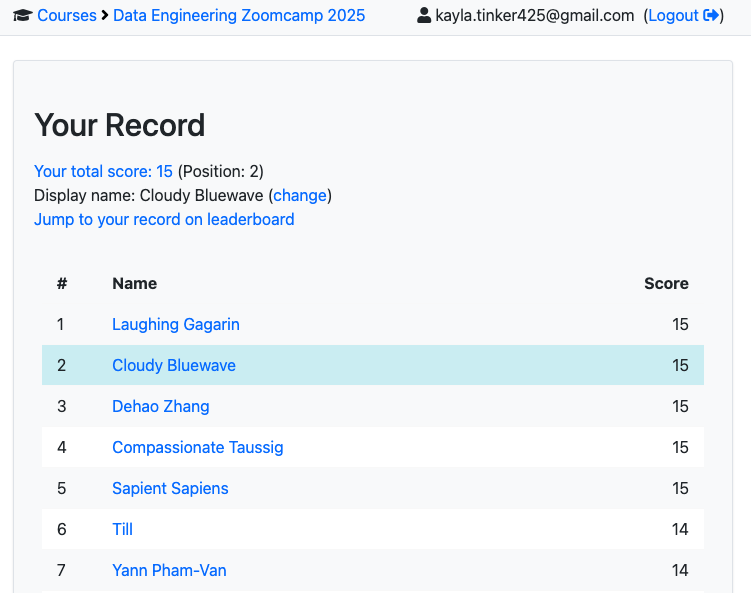 Courses Data Engineering Zoomcamp 2025 kayla.tinker425@gmail.com (Logout )
Your Record
Your total score: 15 (Position: 2)
Display name: Cloudy Bluewave (change)
Jump to your record on leaderboard
# Name Score
1 Laughing Gagarin 15
2 Cloudy Bluewave 15
3 Dehao Zhang 15
4 Compassionate Taussig 15
5 Sapient Sapiens 15
6 Till 14
7 Yann Pham-Van 14